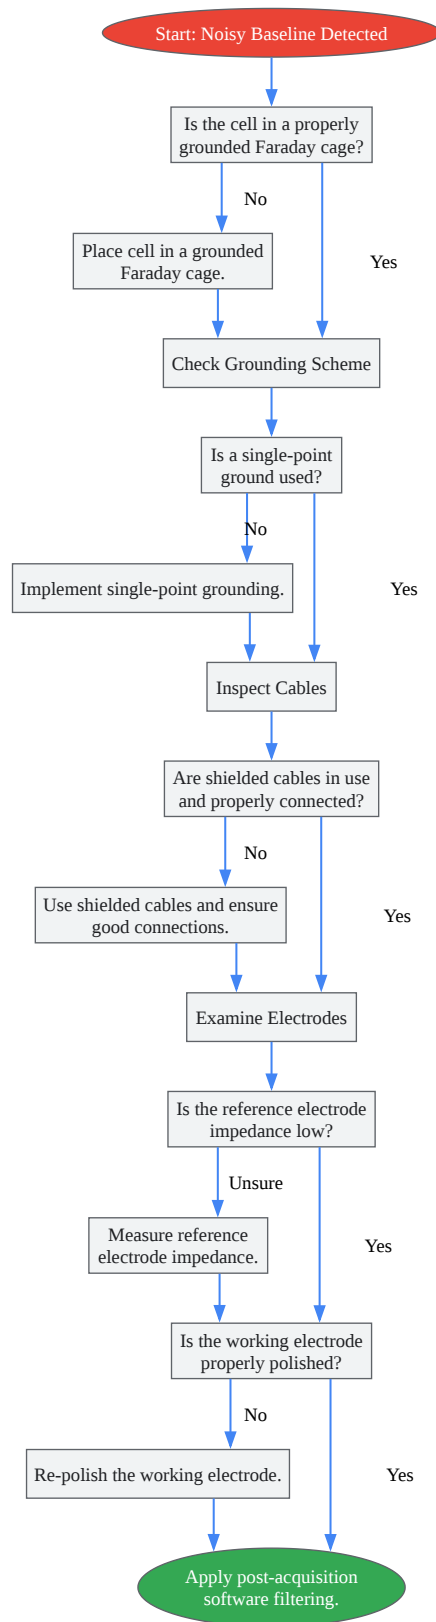 Start: Noisy Baseline Detected
Is the cell in a properly
grounded Faraday cage?
No
Place cell in a grounded
Faraday cage.
Yes
Check Grounding Scheme
Is a single-point
ground used?
No
Implement single-point grounding.
Yes
Inspect Cables
Are shielded cables in use
and properly connected?
No
Use shielded cables and ensure
good connections.
Yes
Examine Electrodes
Is the reference electrode
impedance low?
Unsure
Measure reference
electrode impedance.
Yes
Is the working electrode
properly polished?
No
Re-polish the working electrode.
Yes
Apply post-acquisition
software filtering.